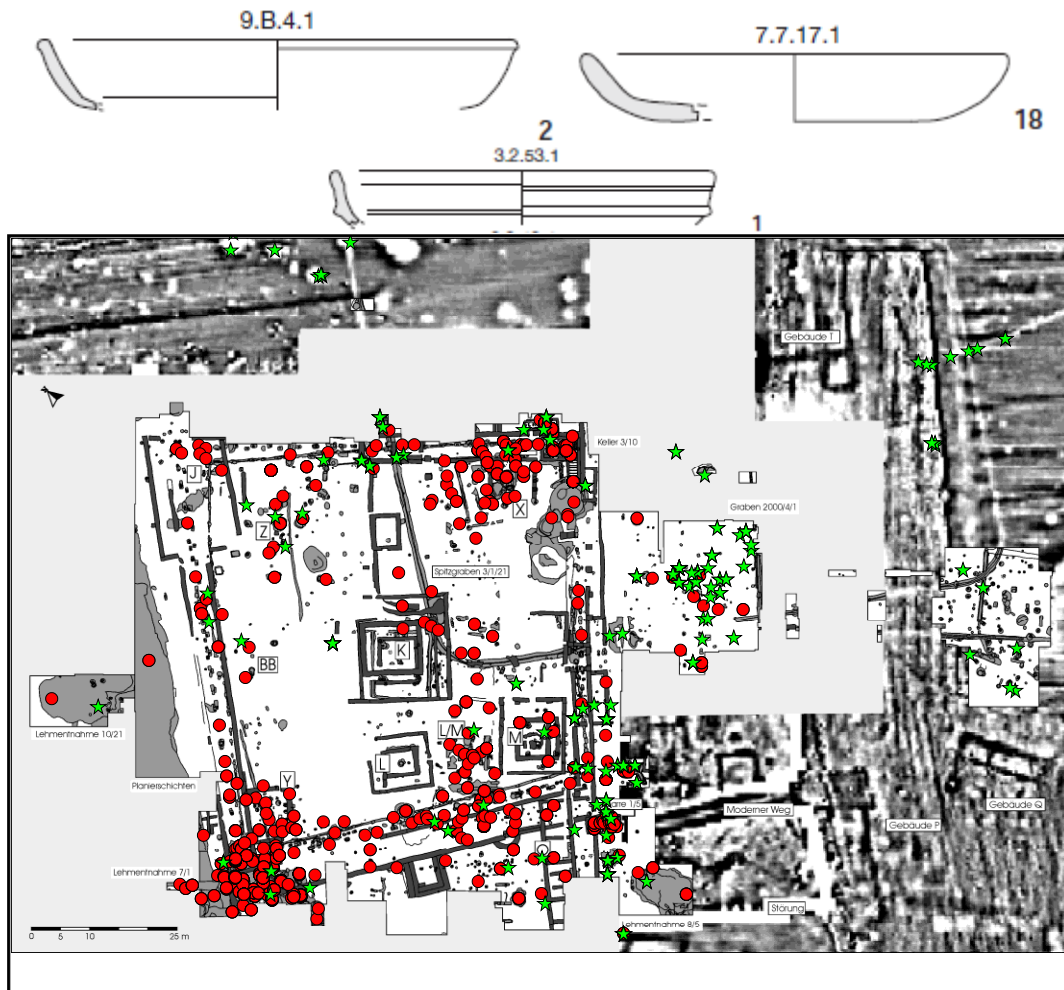 9.B.4.1
7.7.17.1
2
18
3.2.53.1
1
Gebäude T
J
Keller 3/10
Z
X
Graben 2000/4/1
Spitzgraben 3/1/21
K
BB
Lehmentnahme 10/21
L/M
M
L
Planierschichten
Y
Moderner Weg
Gebäude Q
Gebäude P
Lehmentnahme 7/1
Störung
Lehmentnahme 8/5
0 5 10 25 m